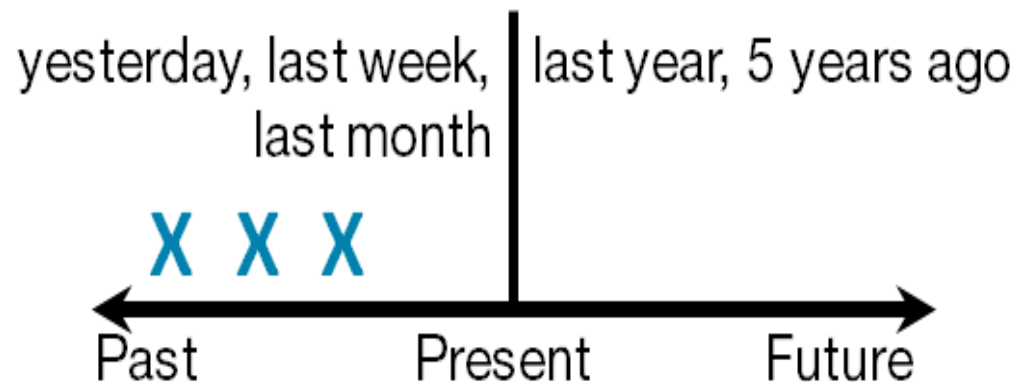 yesterday, last week,
last month
last year, 5 years ago
X X X
Past Present Future